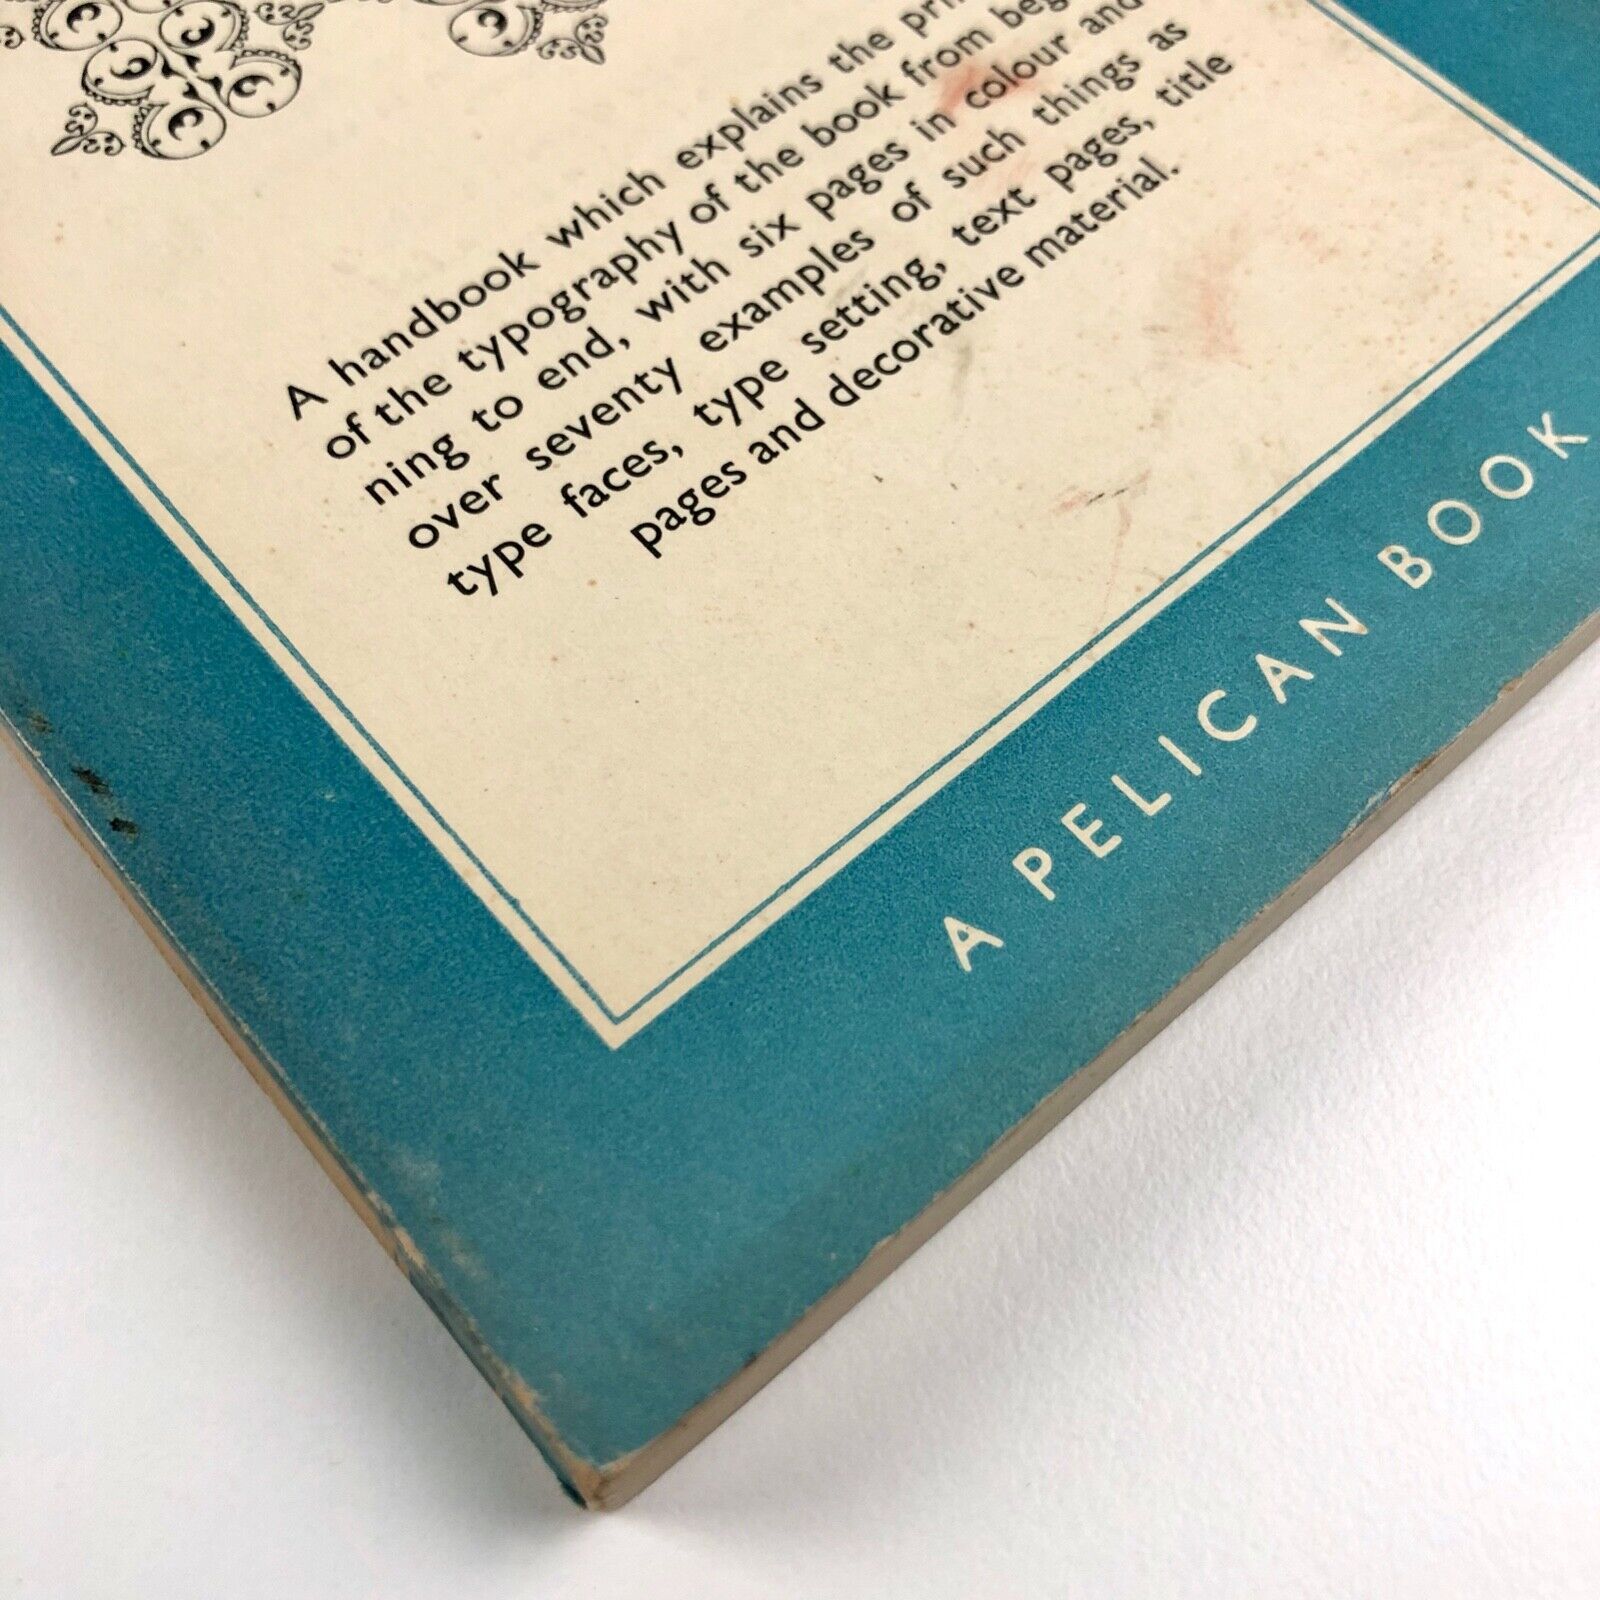 A handbook which explains the
of the typography of the book from
ning to end, with six pages in colour and
over seventy examples of such things as
type faces, type setting, text pages, title
pages and decorative material.
A PELICAN BOOK